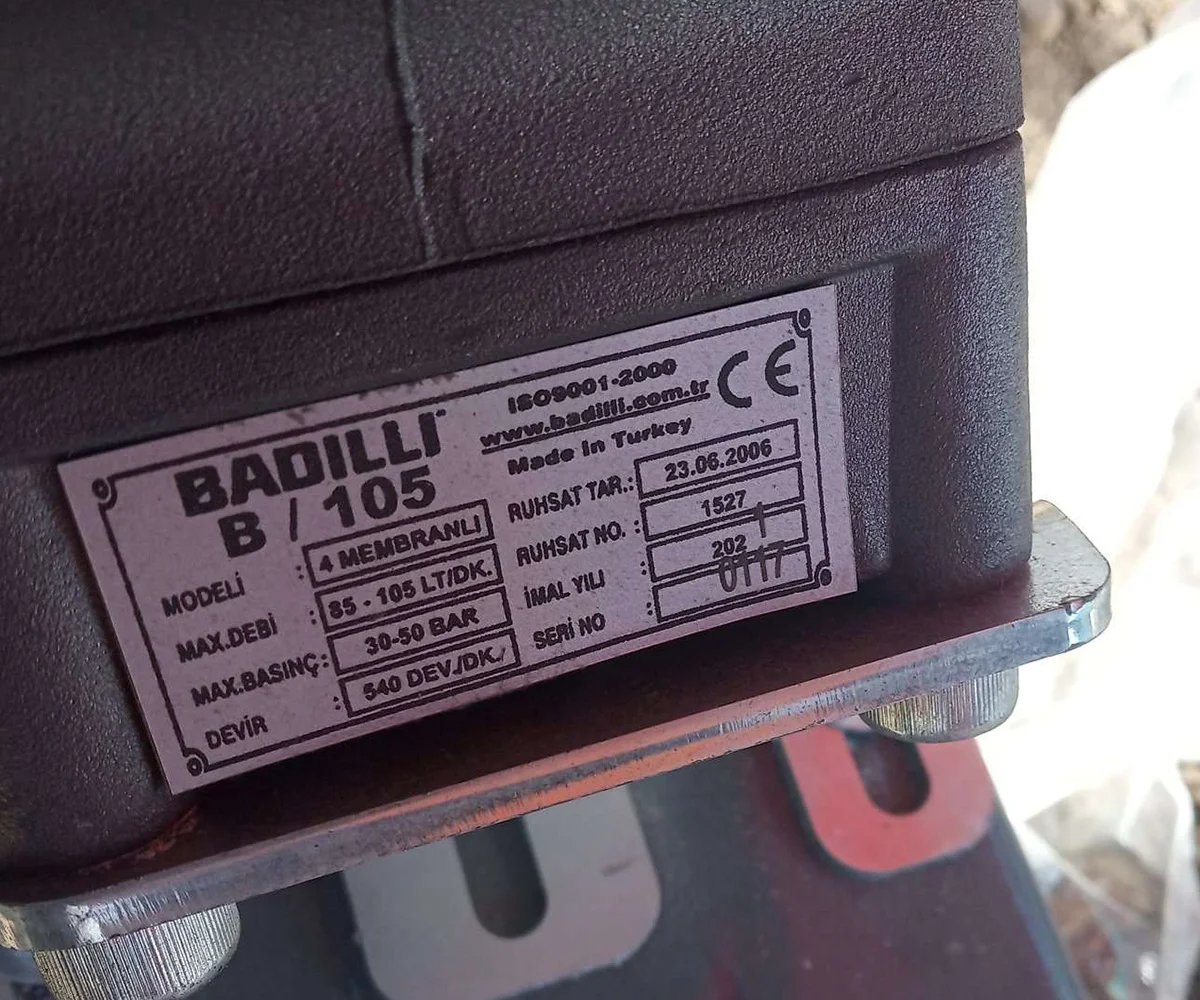 BADILLI
B / 105
ISO9001-2000
www.badilli.com.tr
Made in Turkey
CE
MODELİ : 4 MEMBRANLI
MAX.DEBİ : 85 - 105 LT/DK.
MAX.BASINÇ: 30-50 BAR
DEVİR : 540 DEV./DK.
RUHSAT TAR.: 23.06.2006
RUHSAT NO. : 1527
İMAL YILI : 2021
SERİ NO : 0117